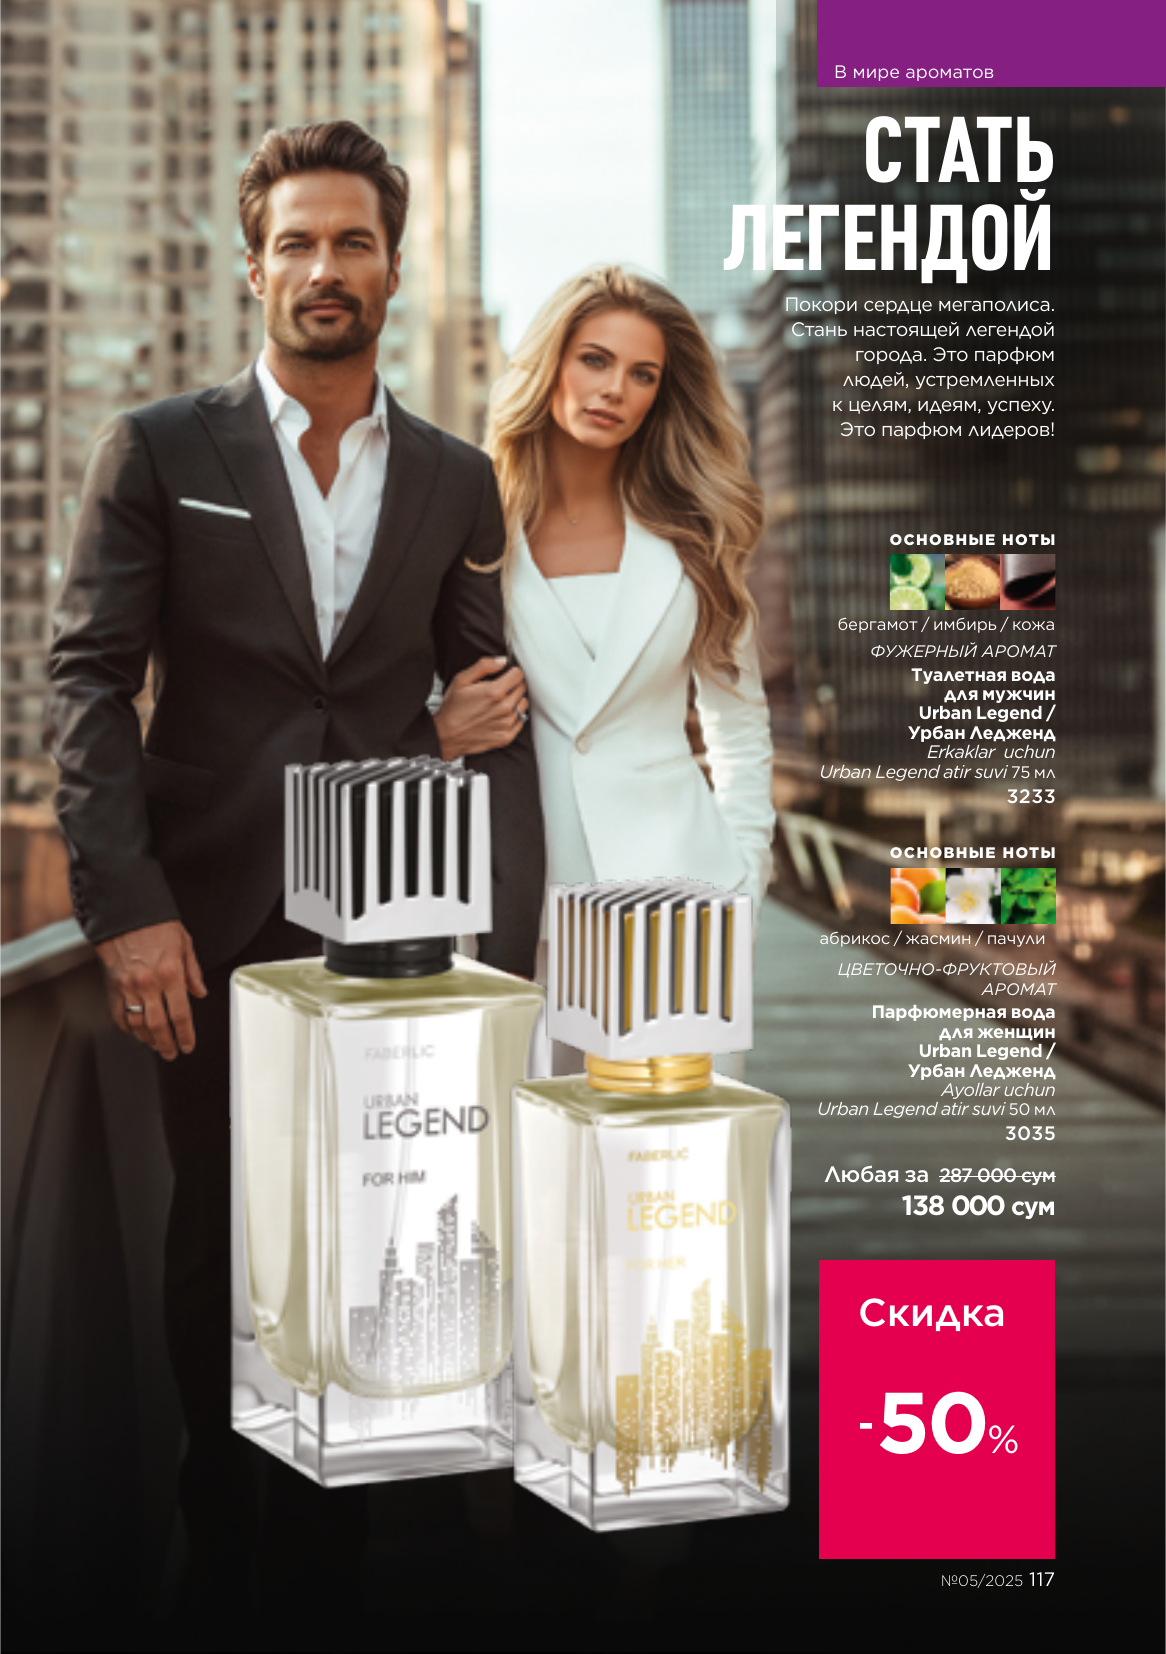 В мире ароматов
СТАТЬ
ЛЕГЕНДОЙ
Покори сердце мегаполиса.
Стань настоящей легендой
города. Это парфюм
людей, устремленных
к целям, идеям, успеху.
Это парфюм лидеров!
ОСНОВНЫЕ НОТЫ
бергамот / имбирь / кожа
ФУЖЕРНЫЙ АРОМАТ
Туалетная вода
для мужчин
Urban Legend /
Урбан Ледженд
Erkaklar uchun
Urban Legend atir suvi 75 мл
3233
ОСНОВНЫЕ НОТЫ
абрикос / жасмин / пачули
ЦВЕТОЧНО-ФРУКТОВЫЙ
АРОМАТ
Парфюмерная вода
для женщин
Urban Legend /
Урбан Ледженд
Ayollar uchun
Urban Legend atir suvi 50 мл
3035
Любая за 287 000 сум
138 000 сум
Скидка
-50%
№05/2025 117
FABERLIC
URBAN
LEGEND
FOR HIM
FABERLIC
URBAN
LEGEND
FOR HER